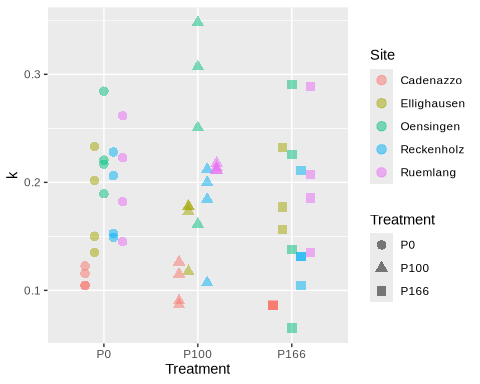 0.3
0.2
0.1
k
P0
P100
P166
Treatment
Site
Cadenazzo
Ellighausen
Oensingen
Reckenholz
Ruemlang
Treatment
P0
P100
P166